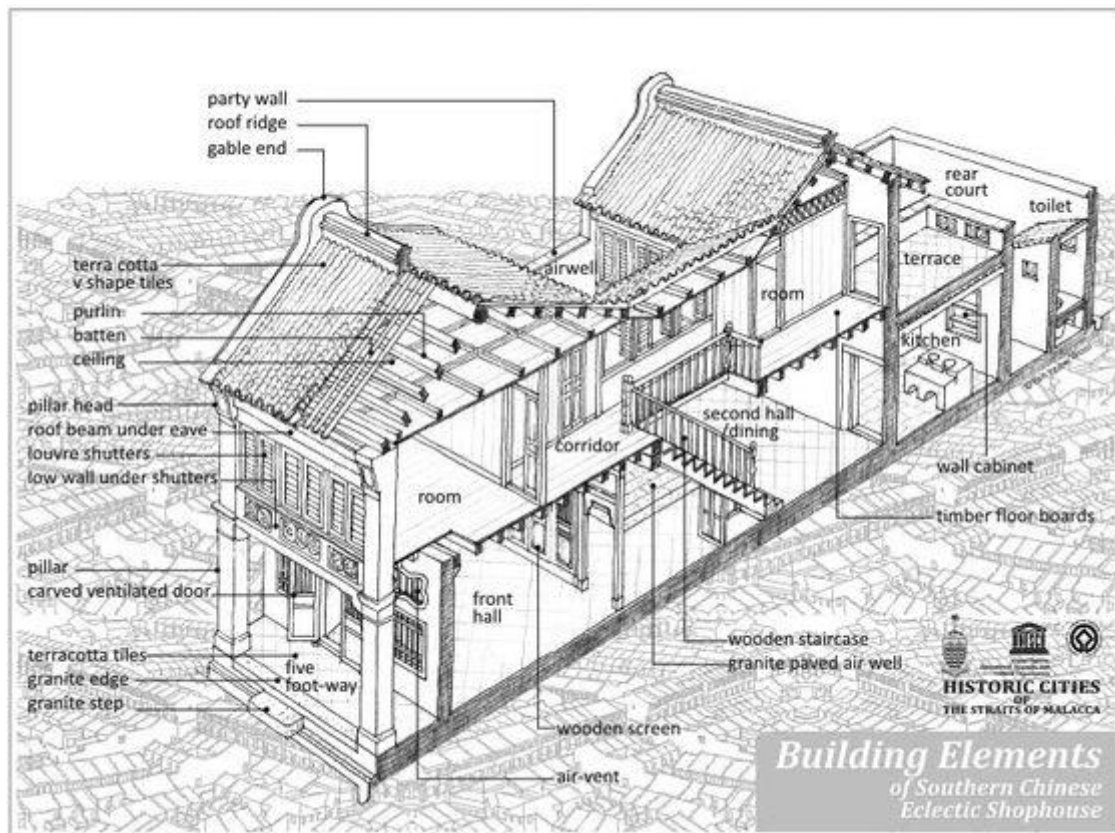 party wall
roof ridge
gable end
rear
court
toilet
terra cotta
v shape tiles
airwell
terrace
purlin
room
batten
kitchen
ceiling
pillar head
roof beam under eave
second hall
/dining
louvre shutters
corridor
low wall under shutters
wall cabinet
room
timber floor boards
pillar
carved ventilated door
front
hall
wooden staircase
terracotta tiles
granite paved air well
five
foot-way
granite edge
granite step
UNESCO
HISTORIC CITIES
OF
THE STRAITS OF MALACCA
wooden screen
air-vent
Building Elements
of Southern Chinese
Eclectic Shophouse